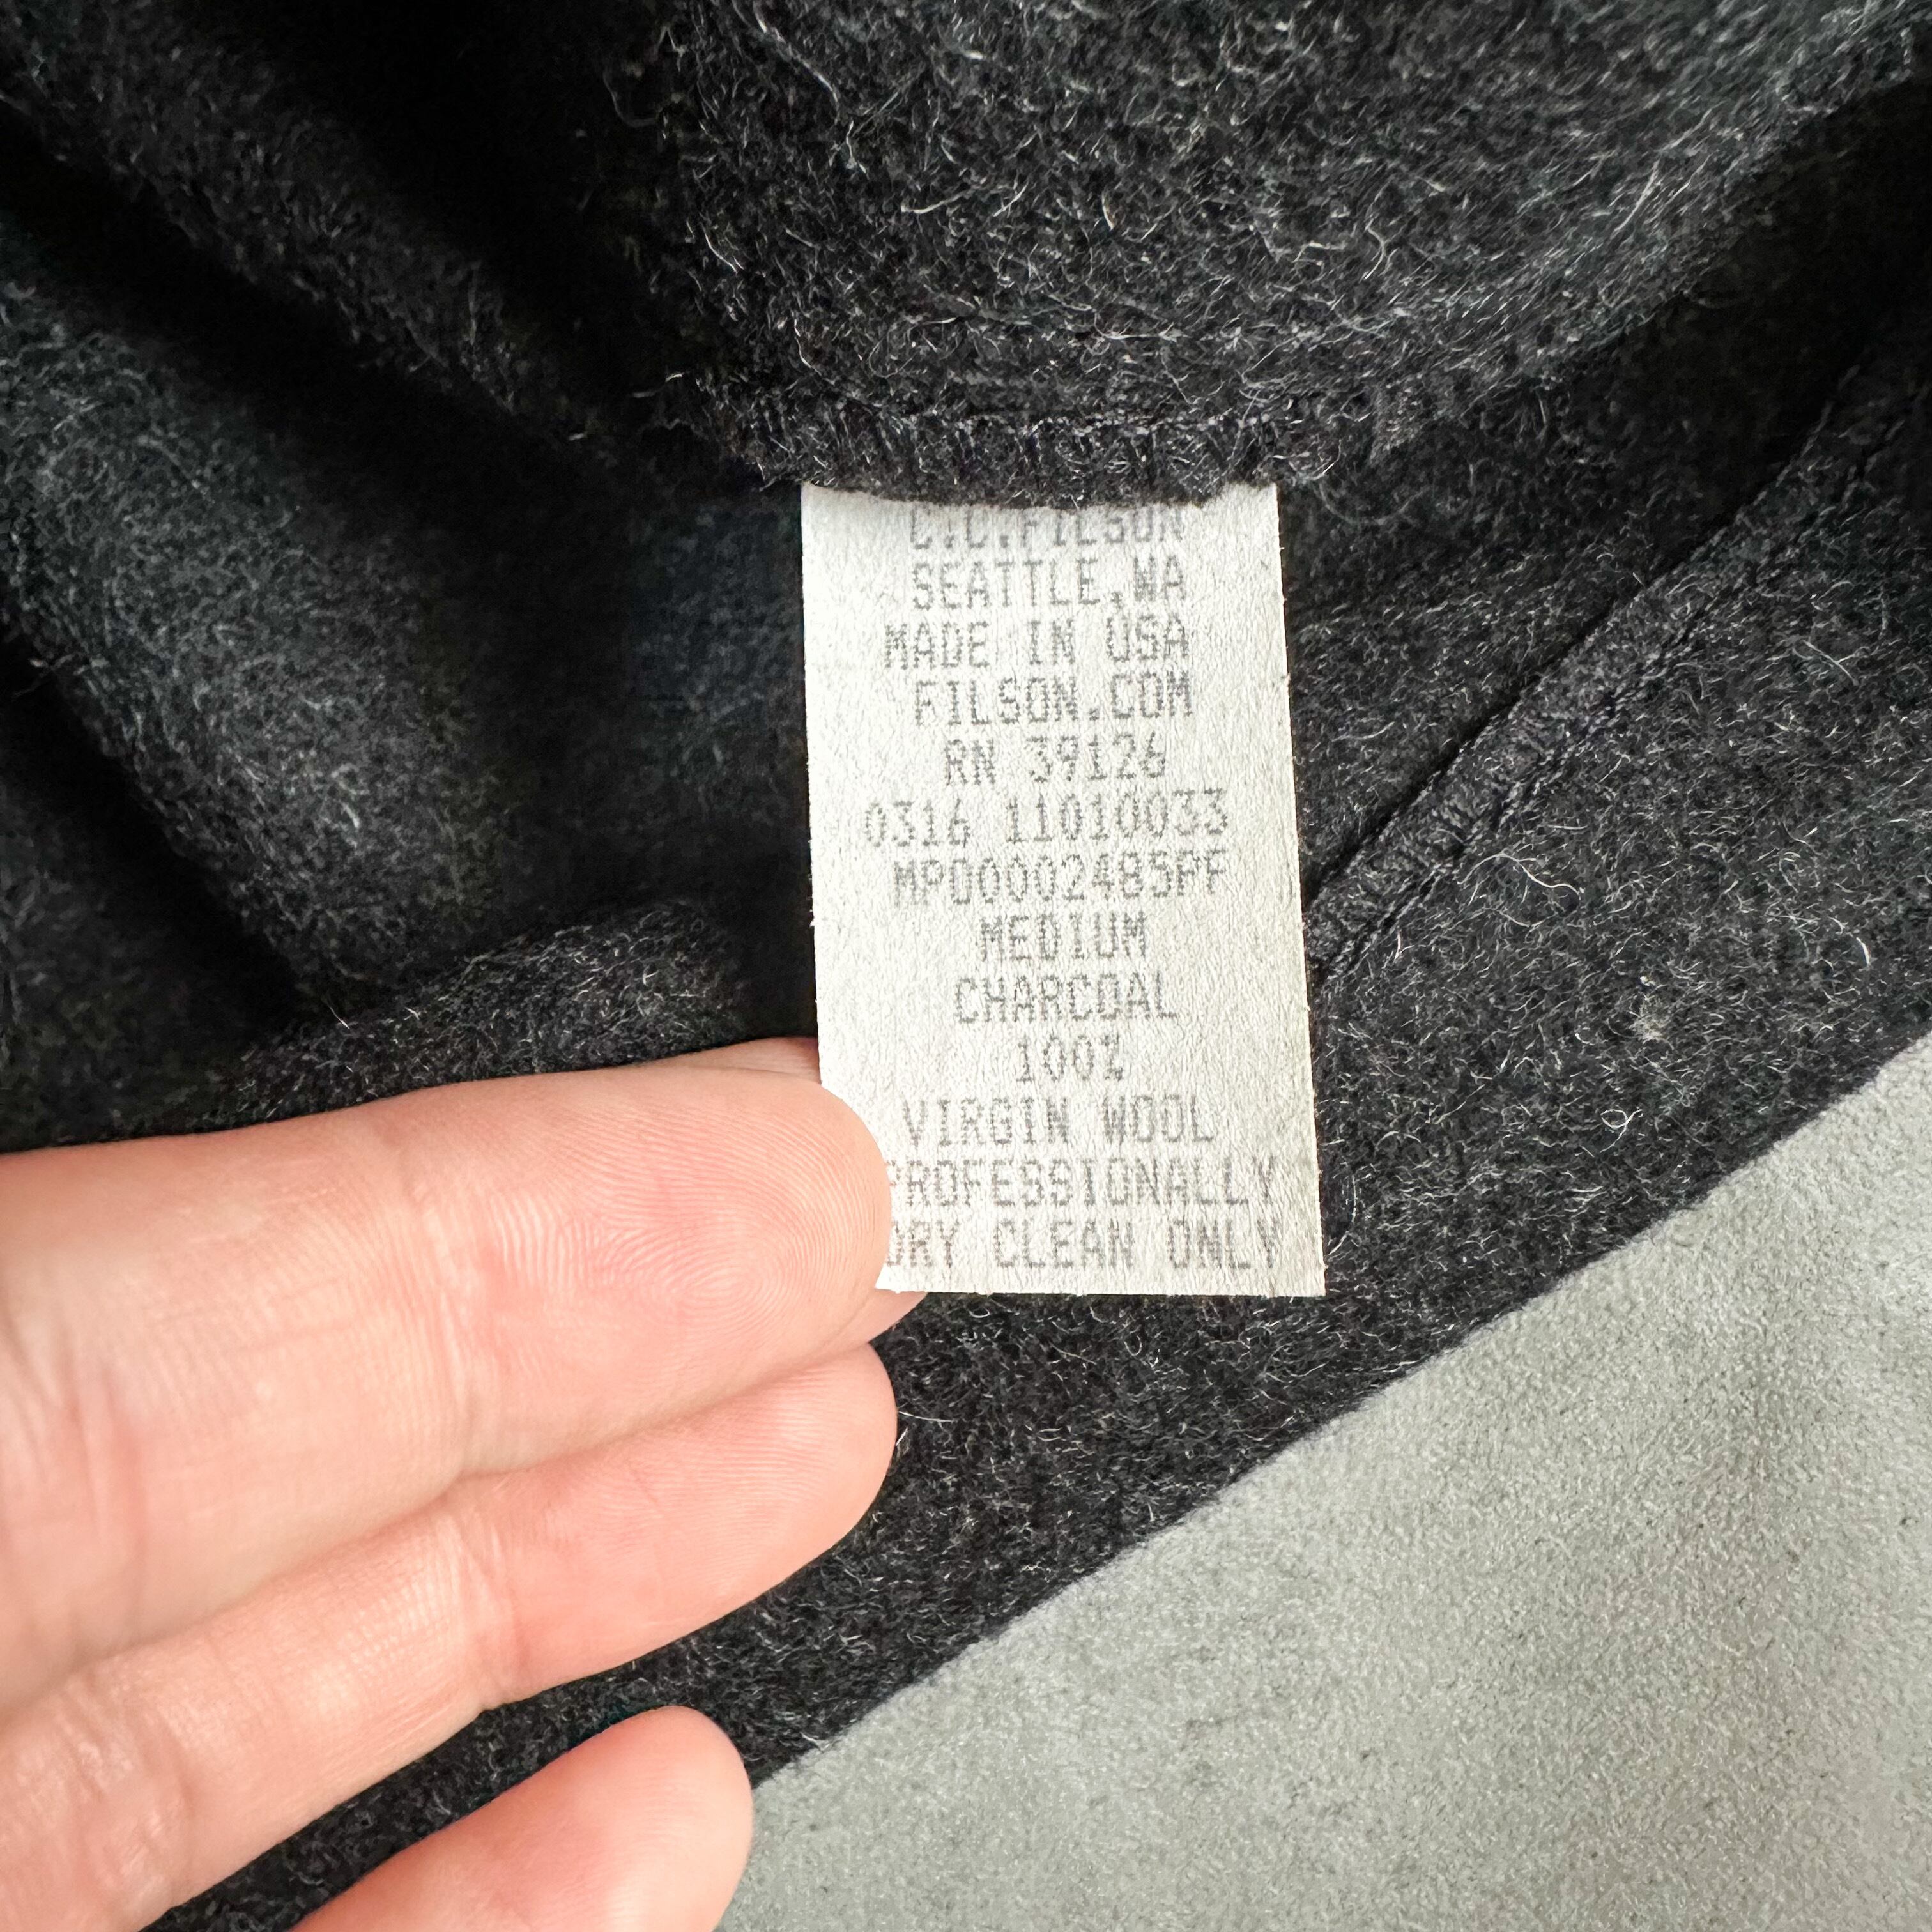 C.C.FILSON
SEATTLE,WA
MADE IN USA
FILSON.COM
RN 39126
0316 11010033
MP00002485PF
MEDIUM
CHARCOAL
100%
VIRGIN WOOL
PROFESSIONALLY
DRY CLEAN ONLY